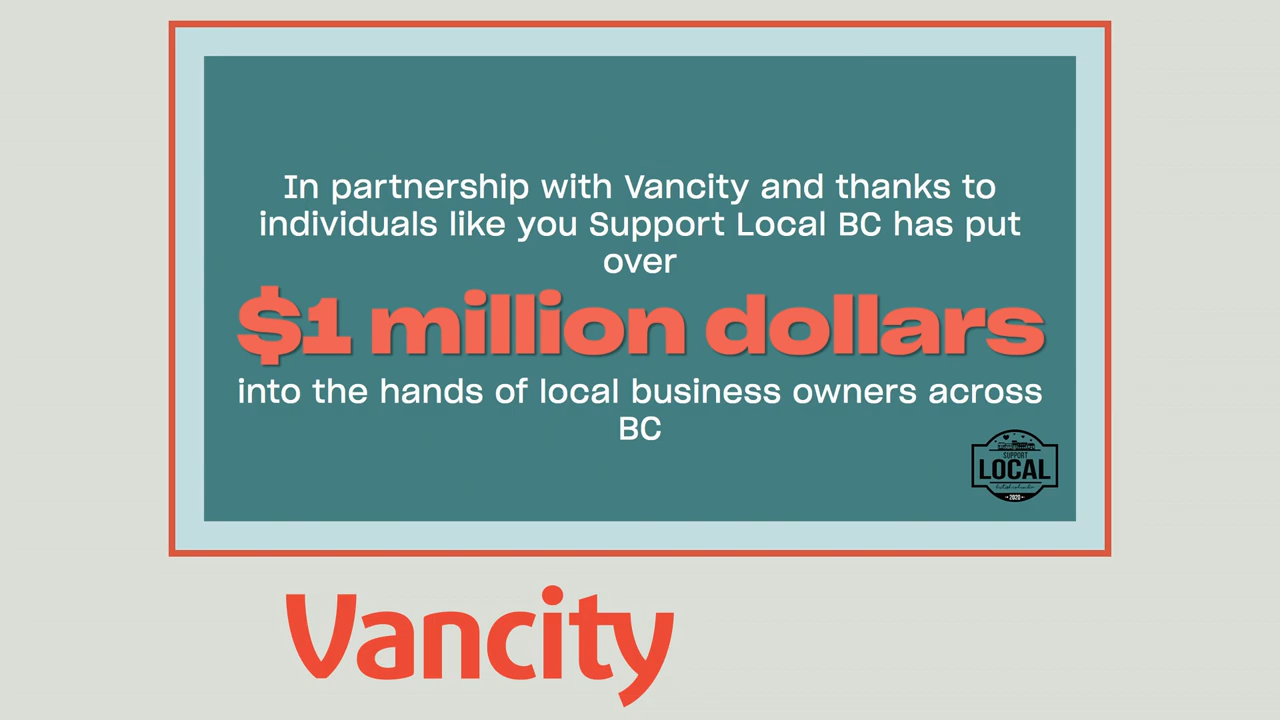 In partnership with Vancity and thanks to
individuals like you Support Local BC has put
over
$1 million dollars
into the hands of local business owners across
BC
SUPPORT
LOCAL
2020
Vancity